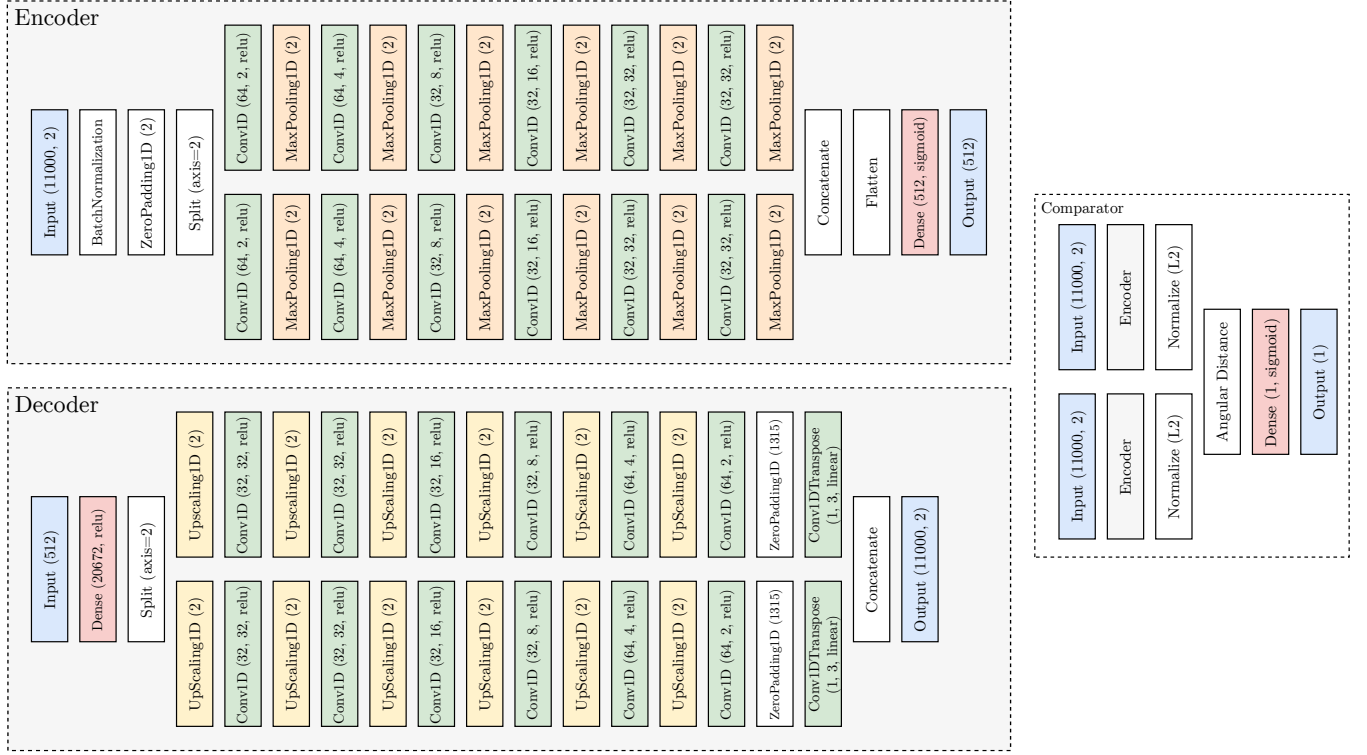 Encoder
Input (11000, 2)
BatchNormalization
ZeroPadding1D (2)
Split (axis=2)
Conv1D (64, 2, relu)
MaxPooling1D (2)
Conv1D (64, 4, relu)
MaxPooling1D (2)
Conv1D (32, 8, relu)
MaxPooling1D (2)
Conv1D (32, 16, relu)
MaxPooling1D (2)
Conv1D (32, 32, relu)
MaxPooling1D (2)
Conv1D (32, 32, relu)
MaxPooling1D (2)
Conv1D (64, 2, relu)
MaxPooling1D (2)
Conv1D (64, 4, relu)
MaxPooling1D (2)
Conv1D (32, 8, relu)
MaxPooling1D (2)
Conv1D (32, 16, relu)
MaxPooling1D (2)
Conv1D (32, 32, relu)
MaxPooling1D (2)
Conv1D (32, 32, relu)
MaxPooling1D (2)
Concatenate
Flatten
Dense (512, sigmoid)
Output (512)
Decoder
Input (512)
Dense (20672, relu)
Split (axis=2)
UpScaling1D (2)
Conv1D (32, 32, relu)
Upscaling1D (2)
Conv1D (32, 32, relu)
UpScaling1D (2)
Conv1D (32, 16, relu)
UpScaling1D (2)
Conv1D (32, 8, relu)
UpScaling1D (2)
Conv1D (64, 4, relu)
UpScaling1D (2)
Conv1D (64, 2, relu)
ZeroPadding1D (1315)
Conv1DTranspose
(1, 3, linear)
UpScaling1D (2)
Conv1D (32, 32, relu)
UpScaling1D (2)
Conv1D (32, 32, relu)
UpScaling1D (2)
Conv1D (32, 16, relu)
UpScaling1D (2)
Conv1D (32, 8, relu)
UpScaling1D (2)
Conv1D (64, 4, relu)
UpScaling1D (2)
Conv1D (64, 2, relu)
ZeroPadding1D (1315)
Conv1DTranspose
(1, 3, linear)
Concatenate
Output (11000, 2)
Comparator
Input (11000, 2)
Encoder
Normalize (L2)
Input (11000, 2)
Encoder
Normalize (L2)
Angular Distance
Dense (1, sigmoid)
Output (1)